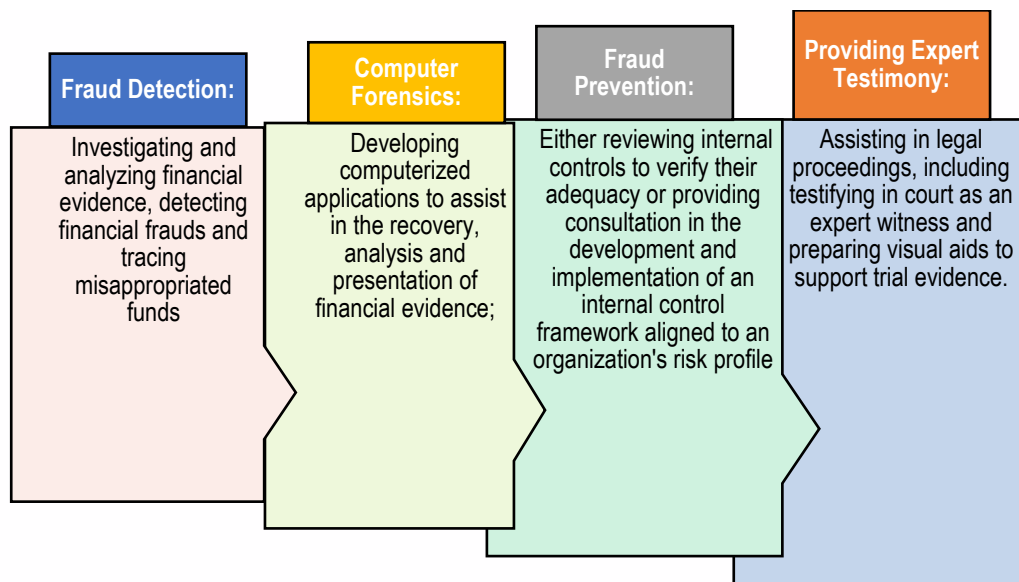 Fraud Detection:
Investigating and
analyzing financial
evidence, detecting
financial frauds and
tracing
misappropriated
funds
Computer
Forensics:
Developing
computerized
applications to assist
in the recovery,
analysis and
presentation of
financial evidence;
Fraud
Prevention:
Either reviewing internal
controls to verify their
adequacy or providing
consultation in the
development and
implementation of an
internal control
framework aligned to an
organization's risk profile
Providing Expert
Testimony:
Assisting in legal
proceedings, including
testifying in court as an
expert witness and
preparing visual aids to
support trial evidence.